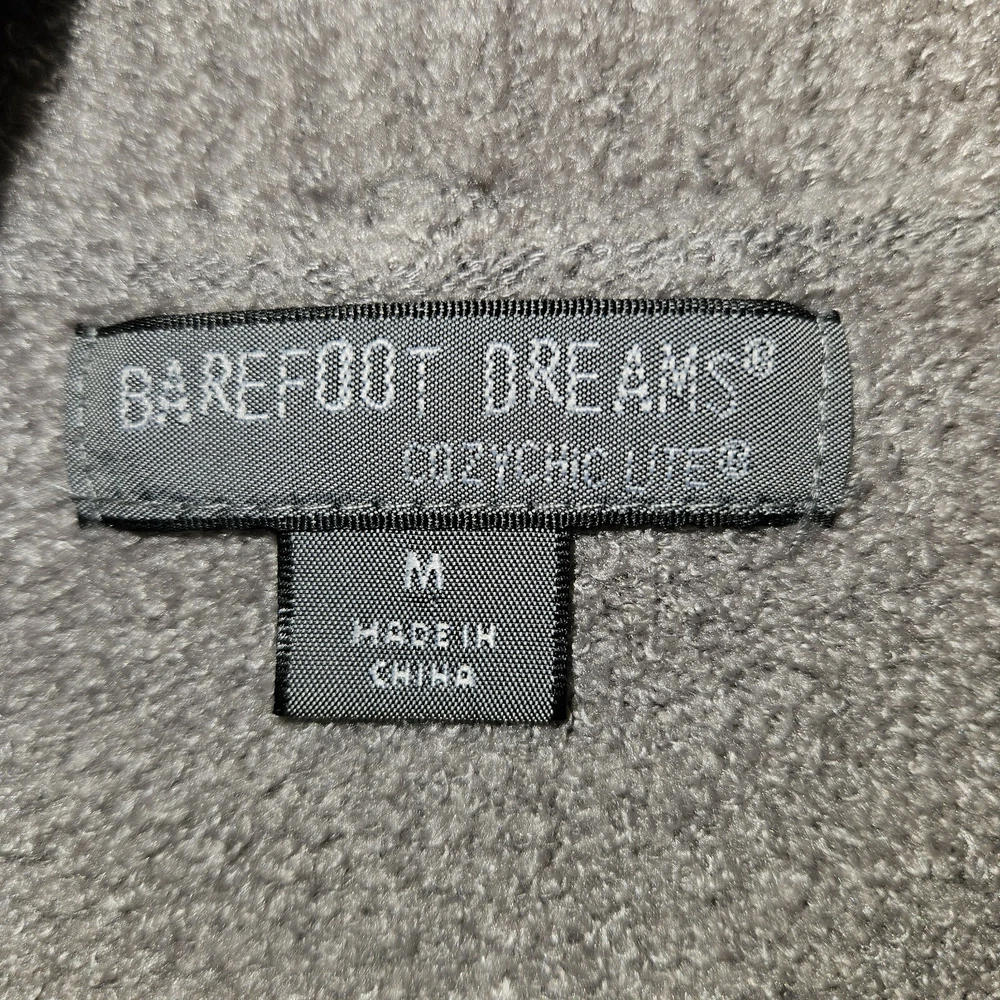 BAREFOOT DREAMS®
COZYCHIC LITE®
M
MADE IN
CHINA